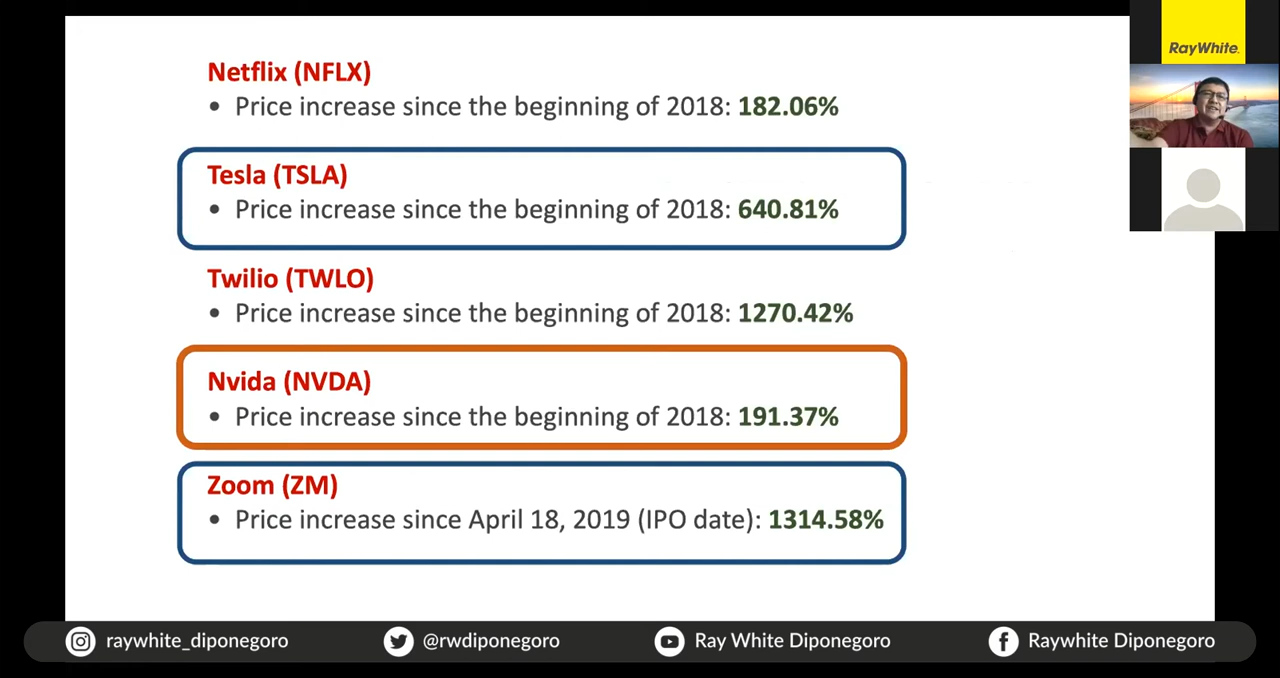 Netflix (NFLX)
• Price increase since the beginning of 2018: 182.06%
Tesla (TSLA)
• Price increase since the beginning of 2018: 640.81%
Twilio (TWLO)
• Price increase since the beginning of 2018: 1270.42%
Nvida (NVDA)
• Price increase since the beginning of 2018: 191.37%
Zoom (ZM)
• Price increase since April 18, 2019 (IPO date): 1314.58%
RayWhite.
raywhite_diponegoro
@rwdiponegoro
Ray White Diponegoro
Raywhite Diponegoro